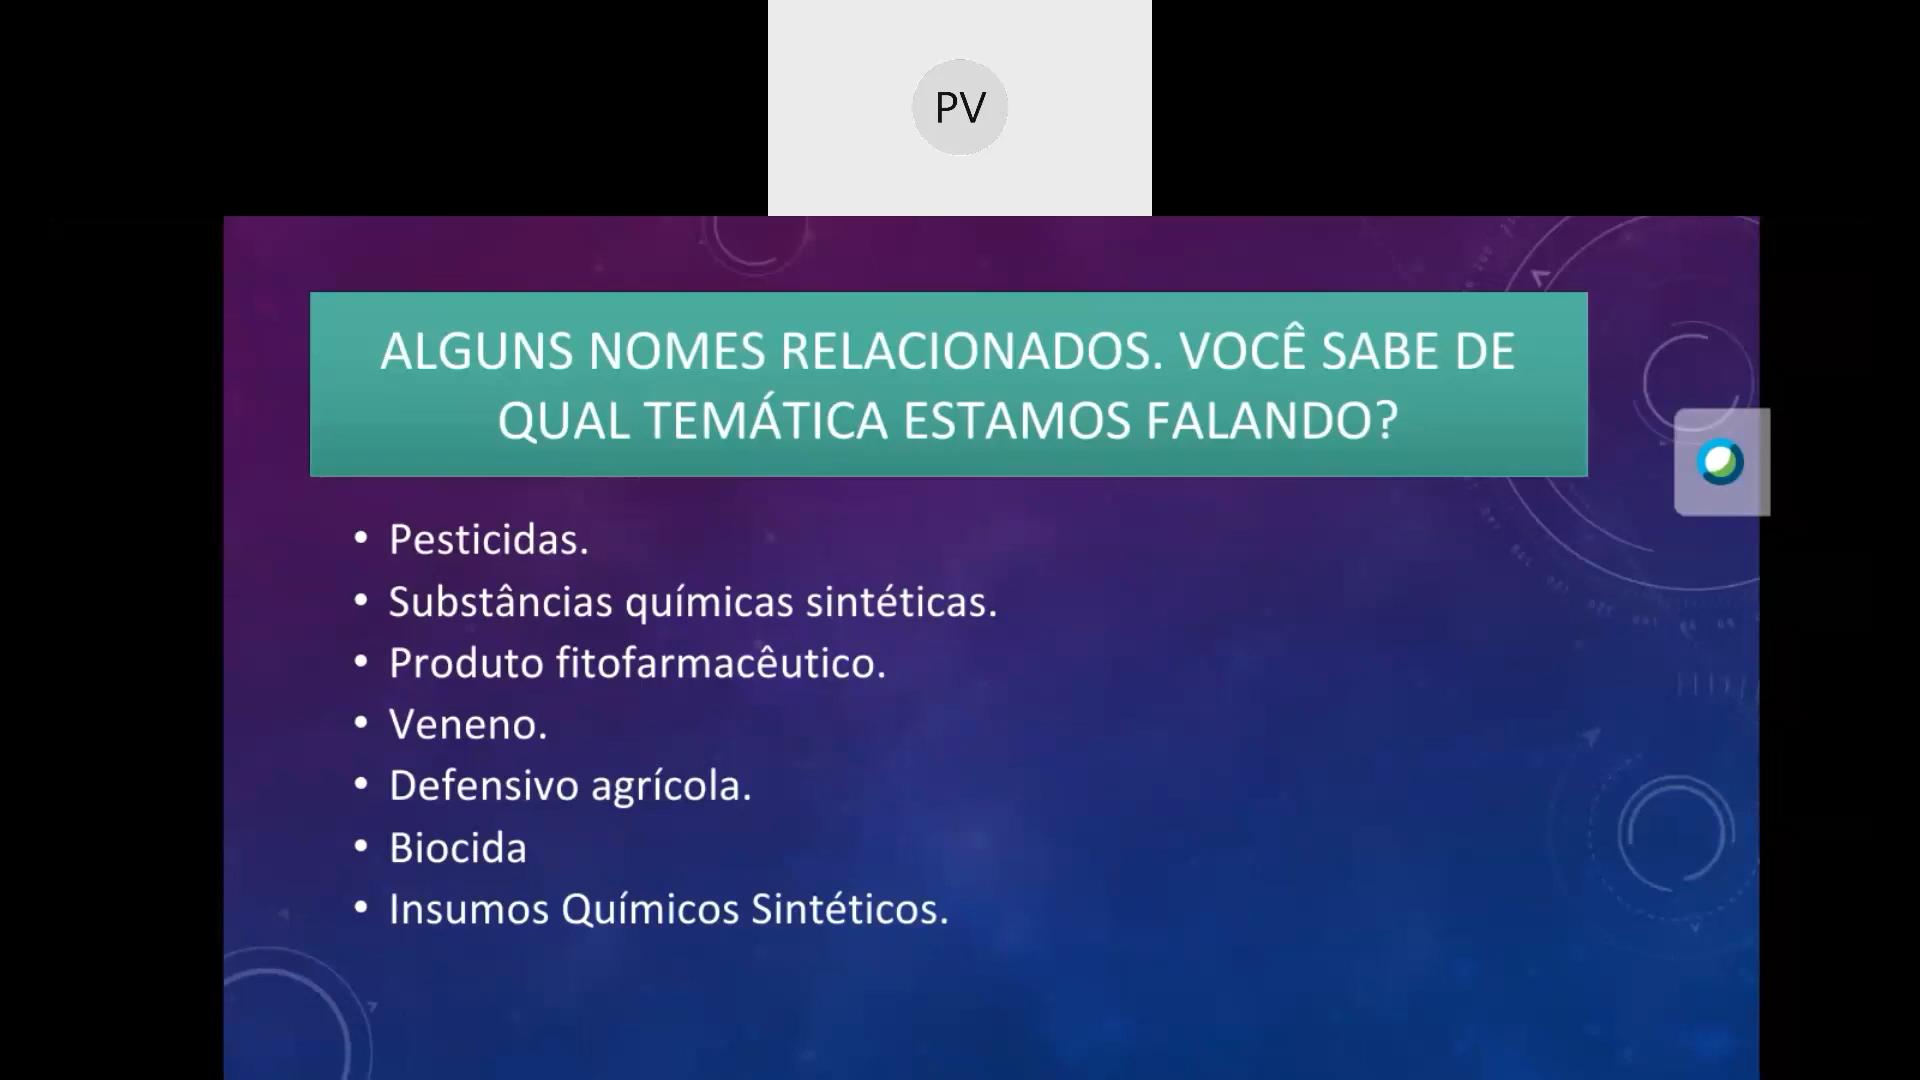 PV
ALGUNS NOMES RELACIONADOS. VOCÊ SABE DE
QUAL TEMÁTICA ESTAMOS FALANDO?
• Pesticidas.
• Substâncias químicas sintéticas.
• Produto fitofarmacêutico.
• Veneno.
• Defensivo agrícola.
• Biocida
• Insumos Químicos Sintéticos.